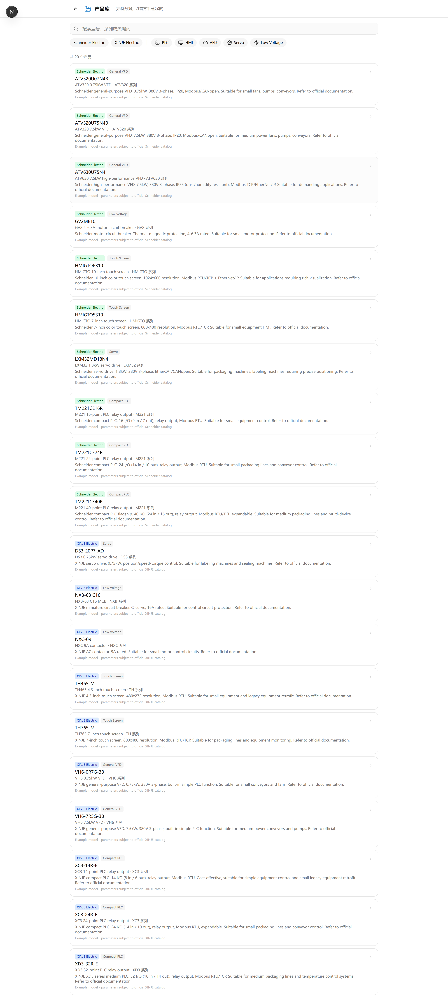 N
产品库 (示例数据，以官方手册为准)
搜索型号、系列或关键词...
Schneider Electric XINJE Electric PLC HMI VFD Servo Low Voltage
共 20 个产品
Schneider Electric General VFD
ATV320U07N4B
ATV320 0.75kW VFD · ATV320 系列
Schneider general-purpose VFD. 0.75kW, 380V 3-phase, IP20, Modbus/CANopen. Suitable for small fans, pumps, conveyors. Refer to official documentation.
Example model - parameters subject to official Schneider catalog
Schneider Electric General VFD
ATV320U75N4B
ATV320 7.5kW VFD · ATV320 系列
Schneider general-purpose VFD. 7.5kW, 380V 3-phase, IP20, Modbus/CANopen. Suitable for medium power fans, pumps, conveyors. Refer to official
documentation.
Example model - parameters subject to official Schneider catalog
Schneider Electric General VFD
ATV630U75N4
ATV630 7.5kW high-performance VFD · ATV630 系列
Schneider high-performance VFD. 7.5kW, 380V 3-phase, IP55 (dust/humidity resistant), Modbus TCP/EtherNet/IP. Suitable for demanding applications. Refer to
official documentation.
Example model - parameters subject to official Schneider catalog
Schneider Electric Low Voltage
GV2ME10
GV2 4-6.3A motor circuit breaker · GV2 系列
Schneider motor circuit breaker. Thermal-magnetic protection, 4-6.3A rated. Suitable for small motor protection. Refer to official documentation.
Example model - parameters subject to official Schneider catalog
Schneider Electric Touch Screen
HMIGTO6310
HMIGTO 10-inch touch screen · HMIGTO 系列
Schneider 10-inch color touch screen. 1024x600 resolution, Modbus RTU/TCP + EtherNet/IP. Suitable for applications requiring rich visualization. Refer to official
documentation.
Example model - parameters subject to official Schneider catalog
Schneider Electric Touch Screen
HMIGTO5310
HMIGTO 7-inch touch screen · HMIGTO 系列
Schneider 7-inch color touch screen. 800x480 resolution, Modbus RTU/TCP. Suitable for small equipment HMI. Refer to official documentation.
Example model - parameters subject to official Schneider catalog
Schneider Electric Servo
LXM32MD18N4
LXM32 1.8kW servo drive · LXM32 系列
Schneider servo drive. 1.8kW, 380V 3-phase, EtherCAT/CANopen. Suitable for packaging machines, labeling machines requiring precise positioning. Refer to
official documentation.
Example model - parameters subject to official Schneider catalog
Schneider Electric Compact PLC
TM221CE16R
M221 16-point PLC relay output · M221 系列
Schneider compact PLC. 16 I/O (9 in / 7 out), relay output, Modbus RTU. Suitable for small equipment control. Refer to official documentation.
Example model - parameters subject to official Schneider catalog
Schneider Electric Compact PLC
TM221CE24R
M221 24-point PLC relay output · M221 系列
Schneider compact PLC. 24 I/O (14 in / 10 out), relay output, Modbus RTU. Suitable for small packaging lines and conveyor control. Refer to official
documentation.
Example model - parameters subject to official Schneider catalog
Schneider Electric Compact PLC
TM221CE40R
M221 40-point PLC relay output · M221 系列
Schneider compact PLC flagship. 40 I/O (24 in / 16 out), relay output, Modbus RTU/TCP, expandable. Suitable for medium packaging lines and multi-device
control. Refer to official documentation.
Example model - parameters subject to official Schneider catalog
XINJE Electric Servo
DS3-20P7-AD
DS3 0.75kW servo drive · DS3 系列
XINJE servo drive. 0.75kW, position/speed/torque control. Suitable for labeling machines and sealing machines. Refer to official documentation.
Example model - parameters subject to official XINJE catalog
XINJE Electric Low Voltage
NXB-63 C16
NXB-63 C16 MCB · NXB 系列
XINJE miniature circuit breaker. C-curve, 16A rated. Suitable for control circuit protection. Refer to official documentation.
Example model - parameters subject to official XINJE catalog
XINJE Electric Low Voltage
NXC-09
NXC 9A contactor · NXC 系列
XINJE AC contactor. 9A rated. Suitable for small motor control circuits. Refer to official documentation.
Example model - parameters subject to official XINJE catalog
XINJE Electric Touch Screen
TH465-M
TH465 4.3-inch touch screen · TH 系列
XINJE 4.3-inch touch screen. 480x272 resolution, Modbus RTU. Suitable for small equipment and legacy equipment retrofit. Refer to official documentation.
Example model - parameters subject to official XINJE catalog
XINJE Electric Touch Screen
TH765-M
TH765 7-inch touch screen · TH 系列
XINJE 7-inch touch screen. 800x480 resolution, Modbus RTU/TCP. Suitable for packaging lines and equipment monitoring. Refer to official documentation.
Example model - parameters subject to official XINJE catalog
XINJE Electric General VFD
VH6-0R7G-3B
VH6 0.75kW VFD · VH6 系列
XINJE general-purpose VFD. 0.75kW, 380V 3-phase, built-in simple PLC function. Suitable for small conveyors and fans. Refer to official documentation.
Example model - parameters subject to official XINJE catalog
XINJE Electric General VFD
VH6-7R5G-3B
VH6 7.5kW VFD · VH6 系列
XINJE general-purpose VFD. 7.5kW, 380V 3-phase, built-in simple PLC function. Suitable for medium power conveyors and pumps. Refer to official
documentation.
Example model - parameters subject to official XINJE catalog
XINJE Electric Compact PLC
XC3-14R-E
XC3 14-point PLC relay output · XC3 系列
XINJE compact PLC. 14 I/O (8 in / 6 out), relay output, Modbus RTU. Cost-effective, suitable for simple equipment control and small legacy equipment retrofit.
Refer to official documentation.
Example model - parameters subject to official XINJE catalog
XINJE Electric Compact PLC
XC3-24R-E
XC3 24-point PLC relay output · XC3 系列
XINJE compact PLC. 24 I/O (14 in / 10 out), relay output, Modbus RTU, expandable. Suitable for small packaging lines and conveyor control. Refer to official
documentation.
Example model - parameters subject to official XINJE catalog
XINJE Electric Compact PLC
XD3-32R-E
XD3 32-point PLC relay output · XD3 系列
XINJE XD3 series medium PLC. 32 I/O (18 in / 14 out), relay output, Modbus RTU/TCP. Suitable for medium packaging lines and temperature control systems.
Refer to official documentation.
Example model - parameters subject to official XINJE catalog